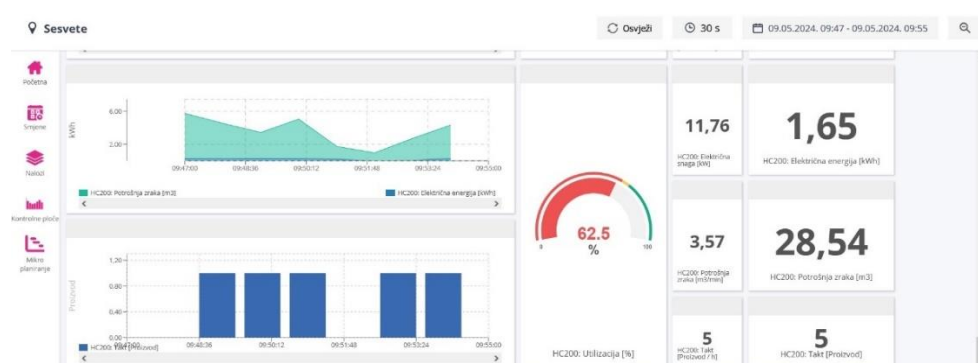 Sesvete
Osvježi
30 s
09.05.2024. 09:47 - 09.05.2024. 09:55
Početna
Smjene
Nalozi
Kontrolne ploče
Mikro
planiranje
kWh
6.00
2.00
09:47:00 09:48:36 09:50:12 09:51:48 09:53:24 09:55:00
HC200: Potrošnja zraka [m3]
HC200: Električna energija [kWh]
Proizvod
1,20
0.80
0.40
0.00
09:47:00 09:48:36 09:50:12 09:51:48 09:53:24 09:55:00
HC200: Takt [Proizvod]
62.5
%
0
100
HC200: Utilizacija [%]
11,76
HC200: Električna
snaga [kW]
1,65
HC200: Električna energija [kWh]
3,57
HC200: Potrošnja
zraka [m3/min]
28,54
HC200: Potrošnja zraka [m3]
5
HC200: Takt
[Proizvod / h]
5
HC200: Takt [Proizvod]